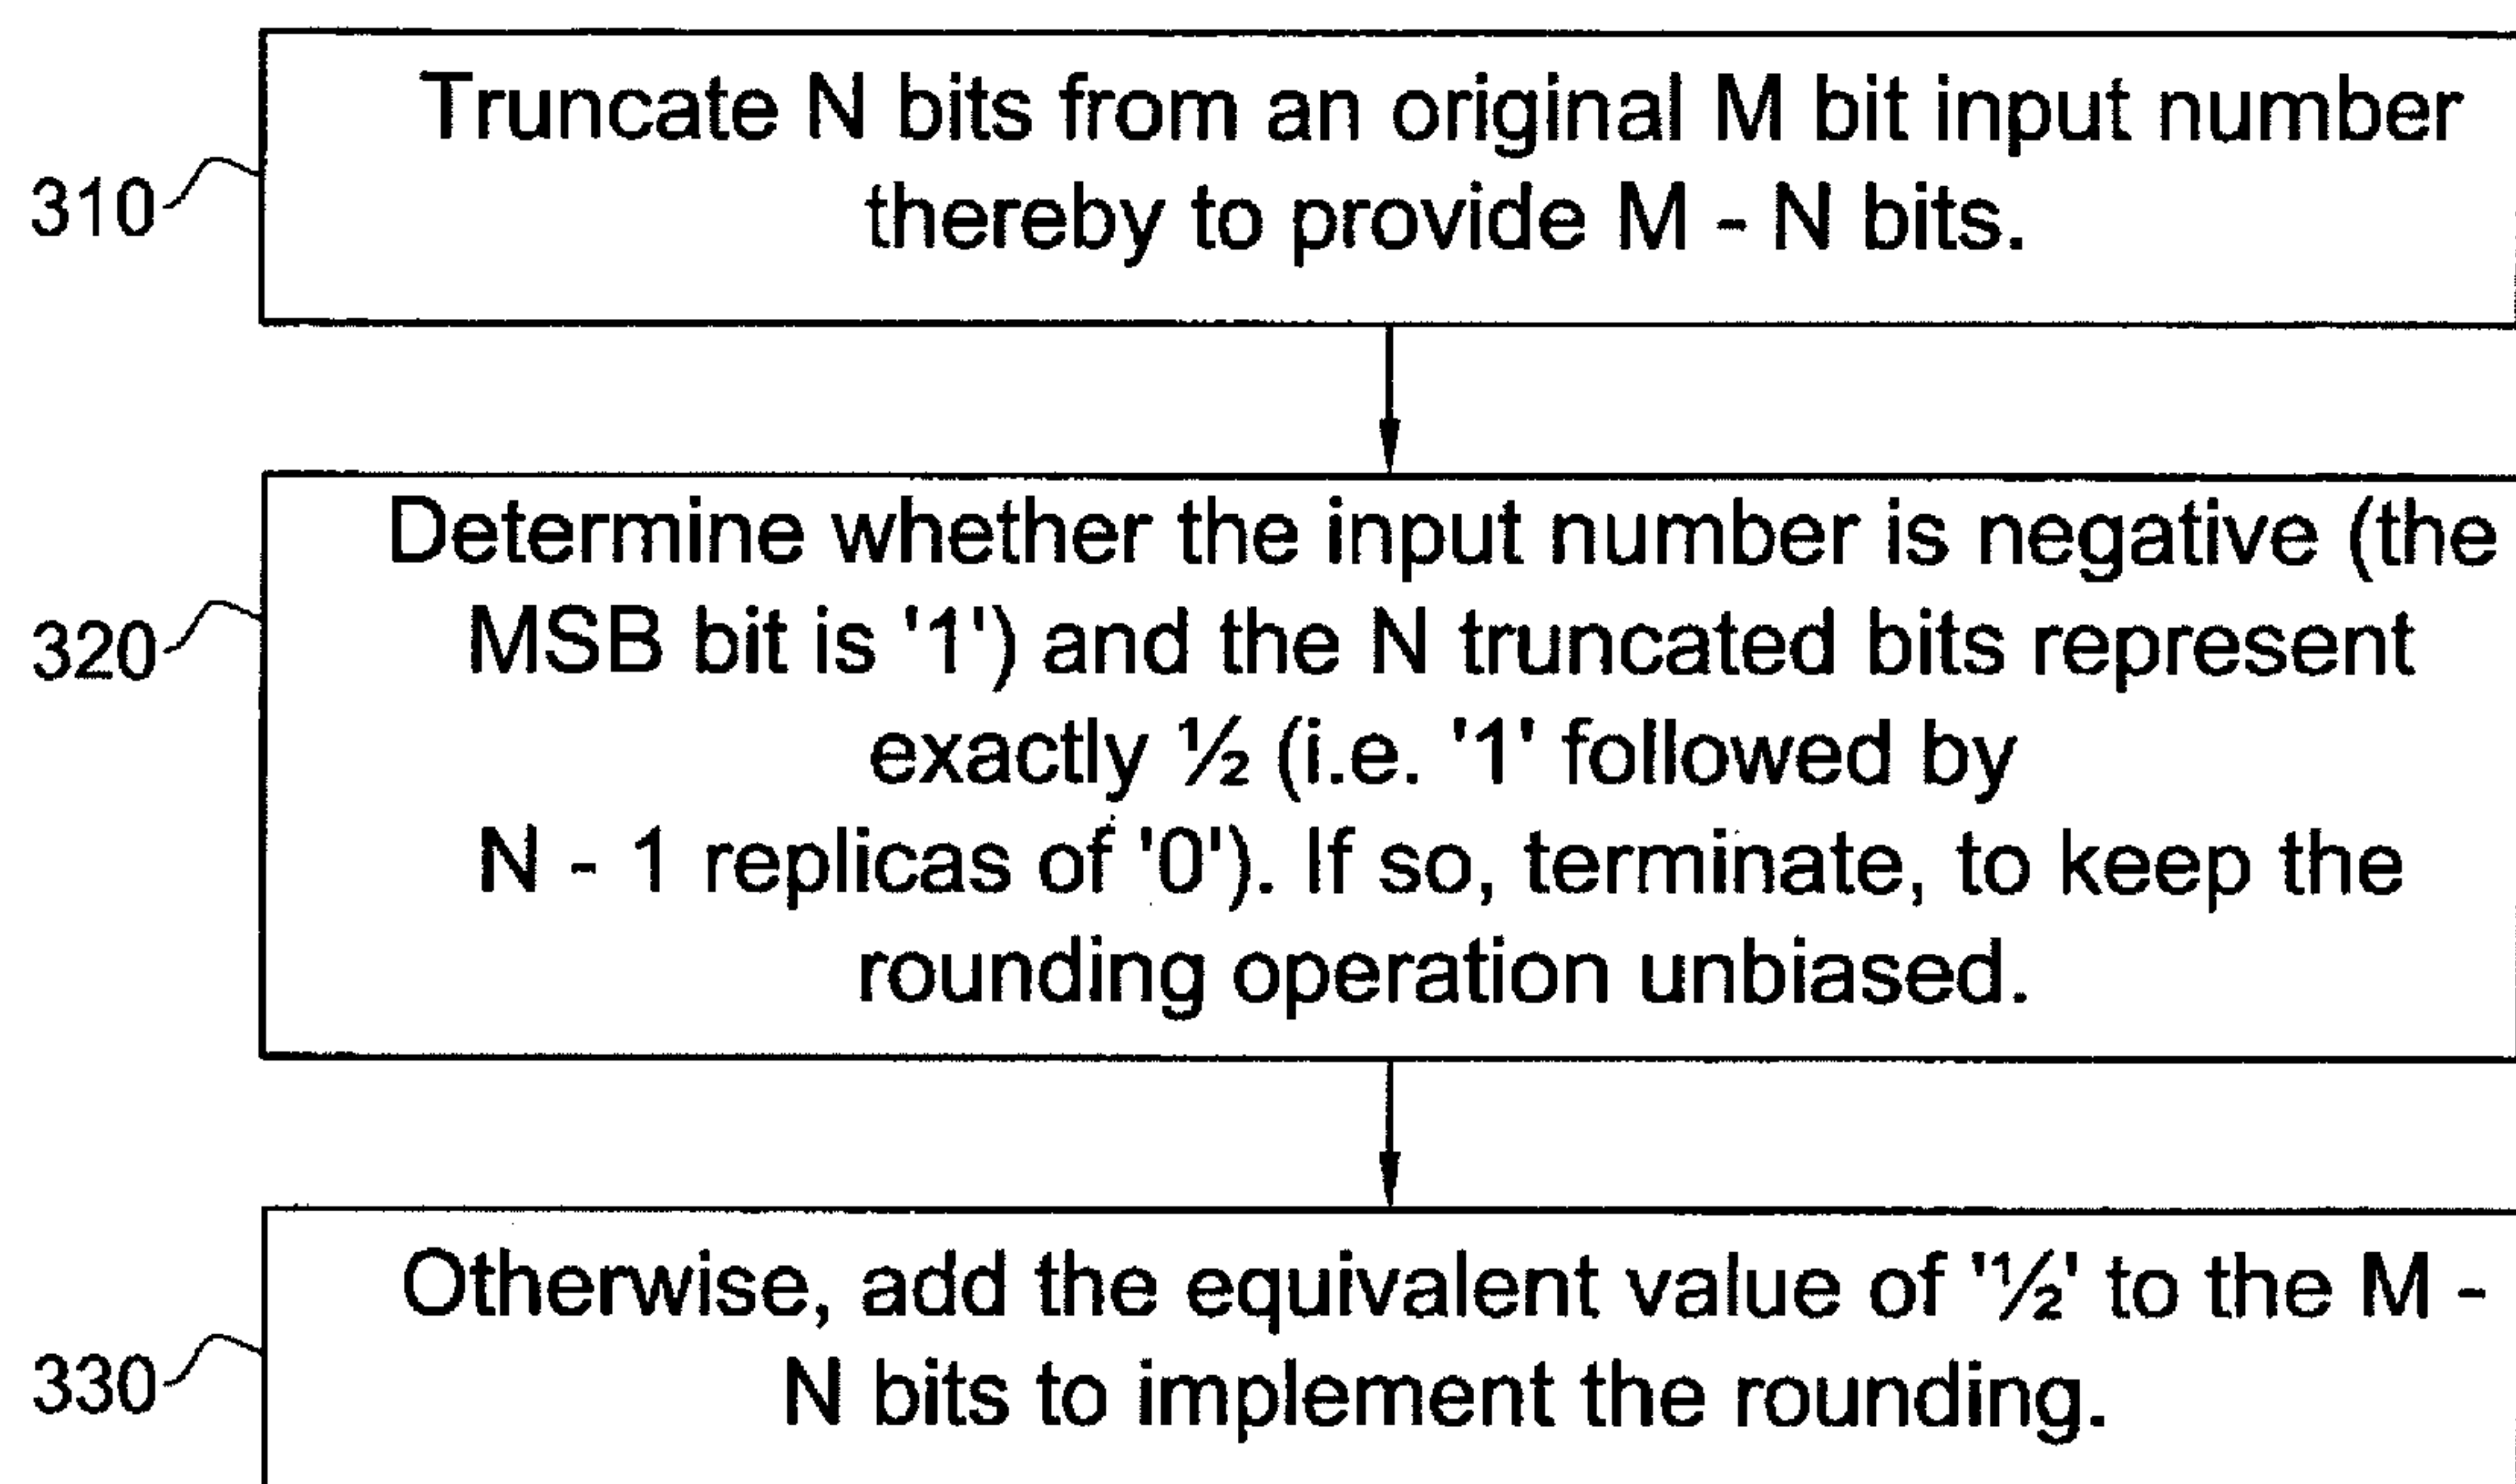 Truncate N bits from an original M bit input number
thereby to provide M - N bits.
310
Determine whether the input number is negative (the
MSB bit is '1') and the N truncated bits represent
exactly ½ (i.e. '1' followed by
N - 1 replicas of '0'). If so, terminate, to keep the
rounding operation unbiased.
320
Otherwise, add the equivalent value of '½' to the M -
N bits to implement the rounding.
330